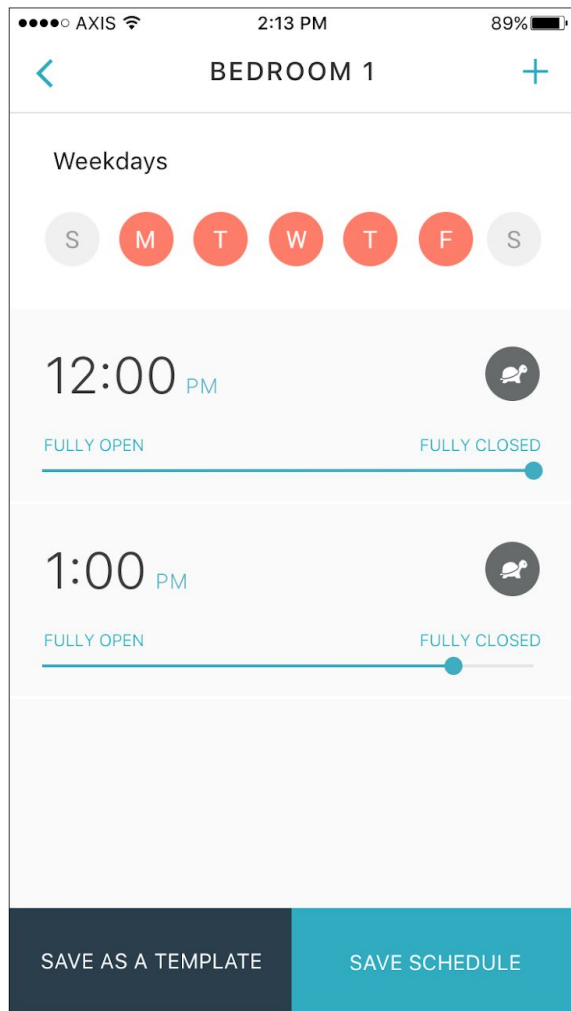 AXIS 2:13 PM 89%
BEDROOM 1
Weekdays
S M T W T F S
12:00 PM
FULLY OPEN FULLY CLOSED
1:00 PM
FULLY OPEN FULLY CLOSED
SAVE AS A TEMPLATE SAVE SCHEDULE